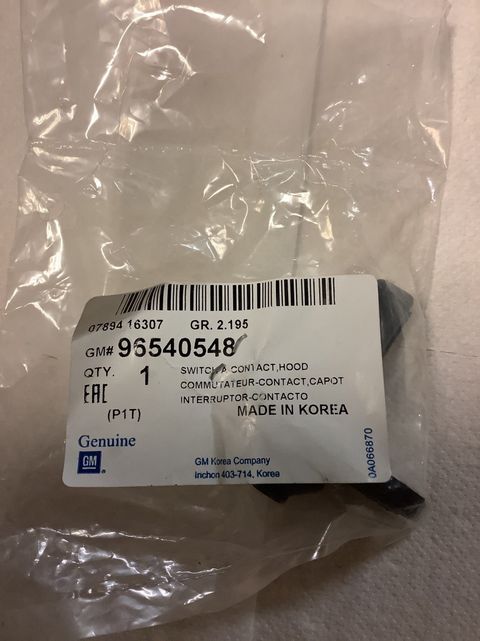 07894 16307 GR. 2.195
GM# 96540548
QTY. 1
SWITCH & CONTACT,HOOD
COMMUTATEUR-CONTACT,CAPOT
INTERRUPTOR-CONTACTO
EAC
(P1T)
MADE IN KOREA
Genuine
GM
GM Korea Company
Inchon 403-714, Korea
0A066870